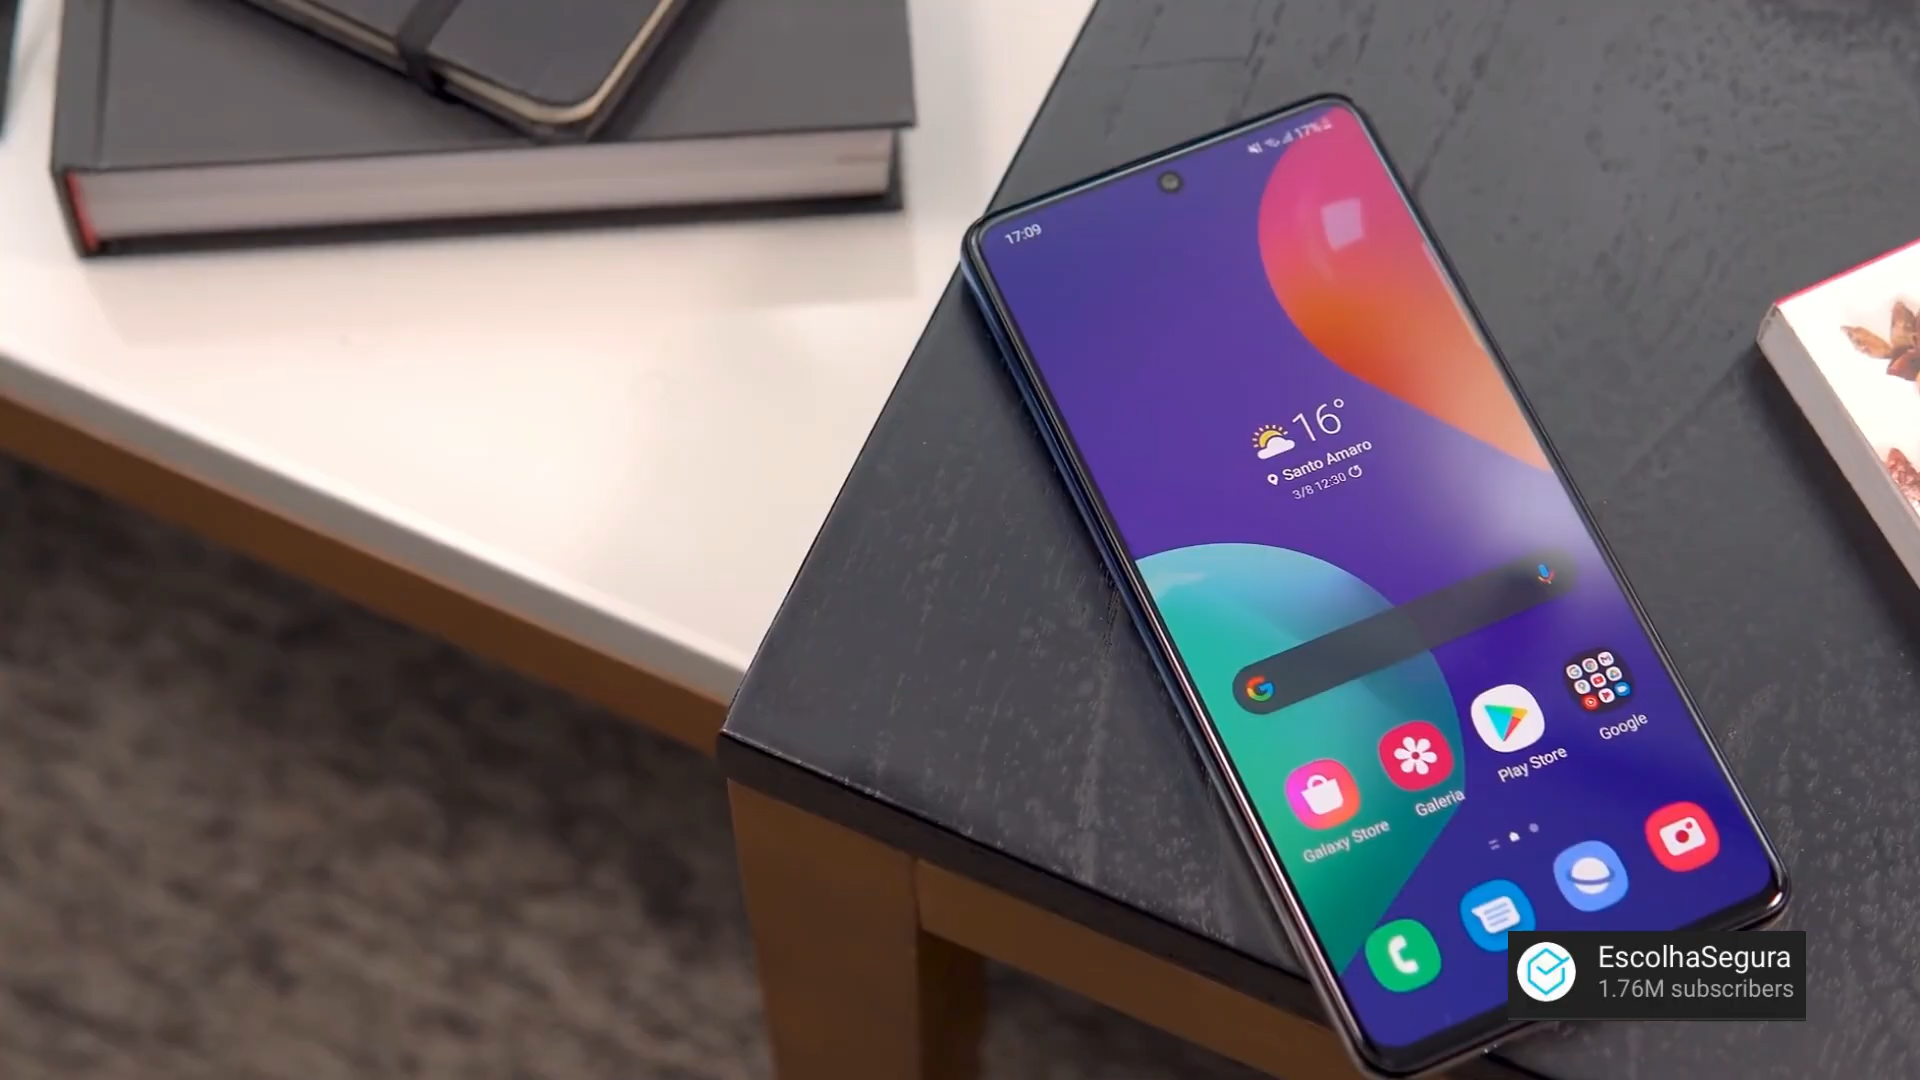 17:09
17%
16°
Santo Amaro
3/8 12:30
Galaxy Store
Galeria
Play Store
Google
EscolhaSegura
1.76M subscribers